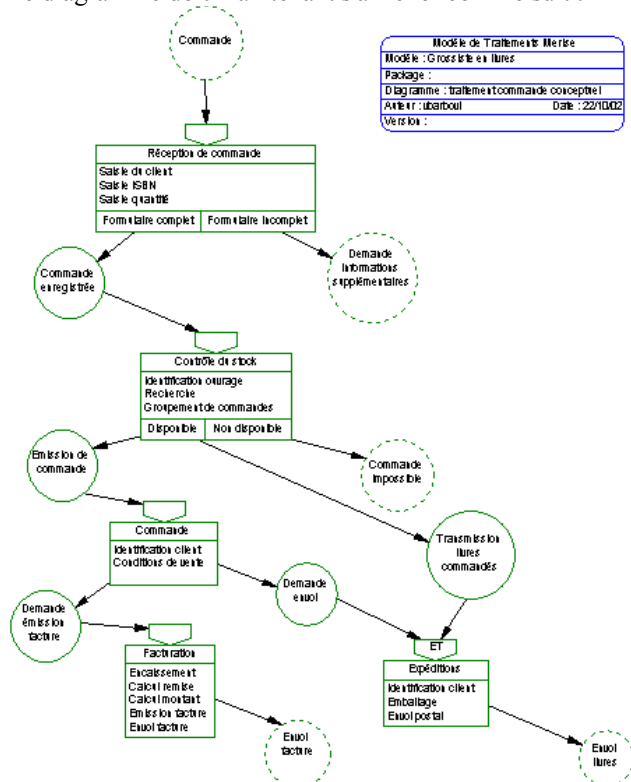 Commande
Modèle de Traitements Merise
Modèle : Grossiste en livres
Package :
Diagramme : traitement commande conceptuel
Auteur : ubarboul Date : 22/10/02
Version :
Réception de commande
Saisie du client
Saisie ISBN
Saisie quantité
Formulaire complet Formulaire incomplet
Commande
enregistrée
Demande
informations
supplémentaires
Contrôle du stock
Identification ouvrage
Recherche
Groupement de commandes
Disponible Non disponible
Emission de
commande
Commande
impossible
Commande
Identification client
Conditions de vente
Transmission
livres
commandés
Demande
envoi
Demande
émission
facture
Facturation
Encaissement
Calcul remise
Calcul montant
Emission facture
Envoi facture
ET
Expéditions
Identification client
Emballage
Envoi postal
Envoi
facture
Envoi
livres